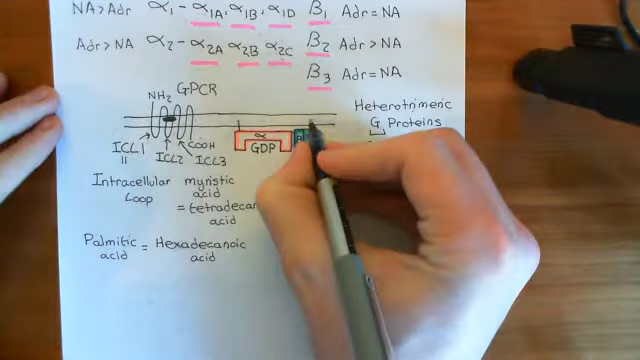 NA > Adr α₁ - α₁A, α₁B, α₁D β₁ Adr = NA
Adr > NA α₂ - α₂A α₂B α₂C β₂ Adr > NA
β₃ Adr = NA
NH₂ GPCR
Heterotrimeric
G Proteins
COOH
ICL1
ICL2
ICL3
α
GDP
β
=
Intracellular
Loop
myristic
acid
= tetradecan
acid
Palmitic
acid
= Hexadecanoic
acid